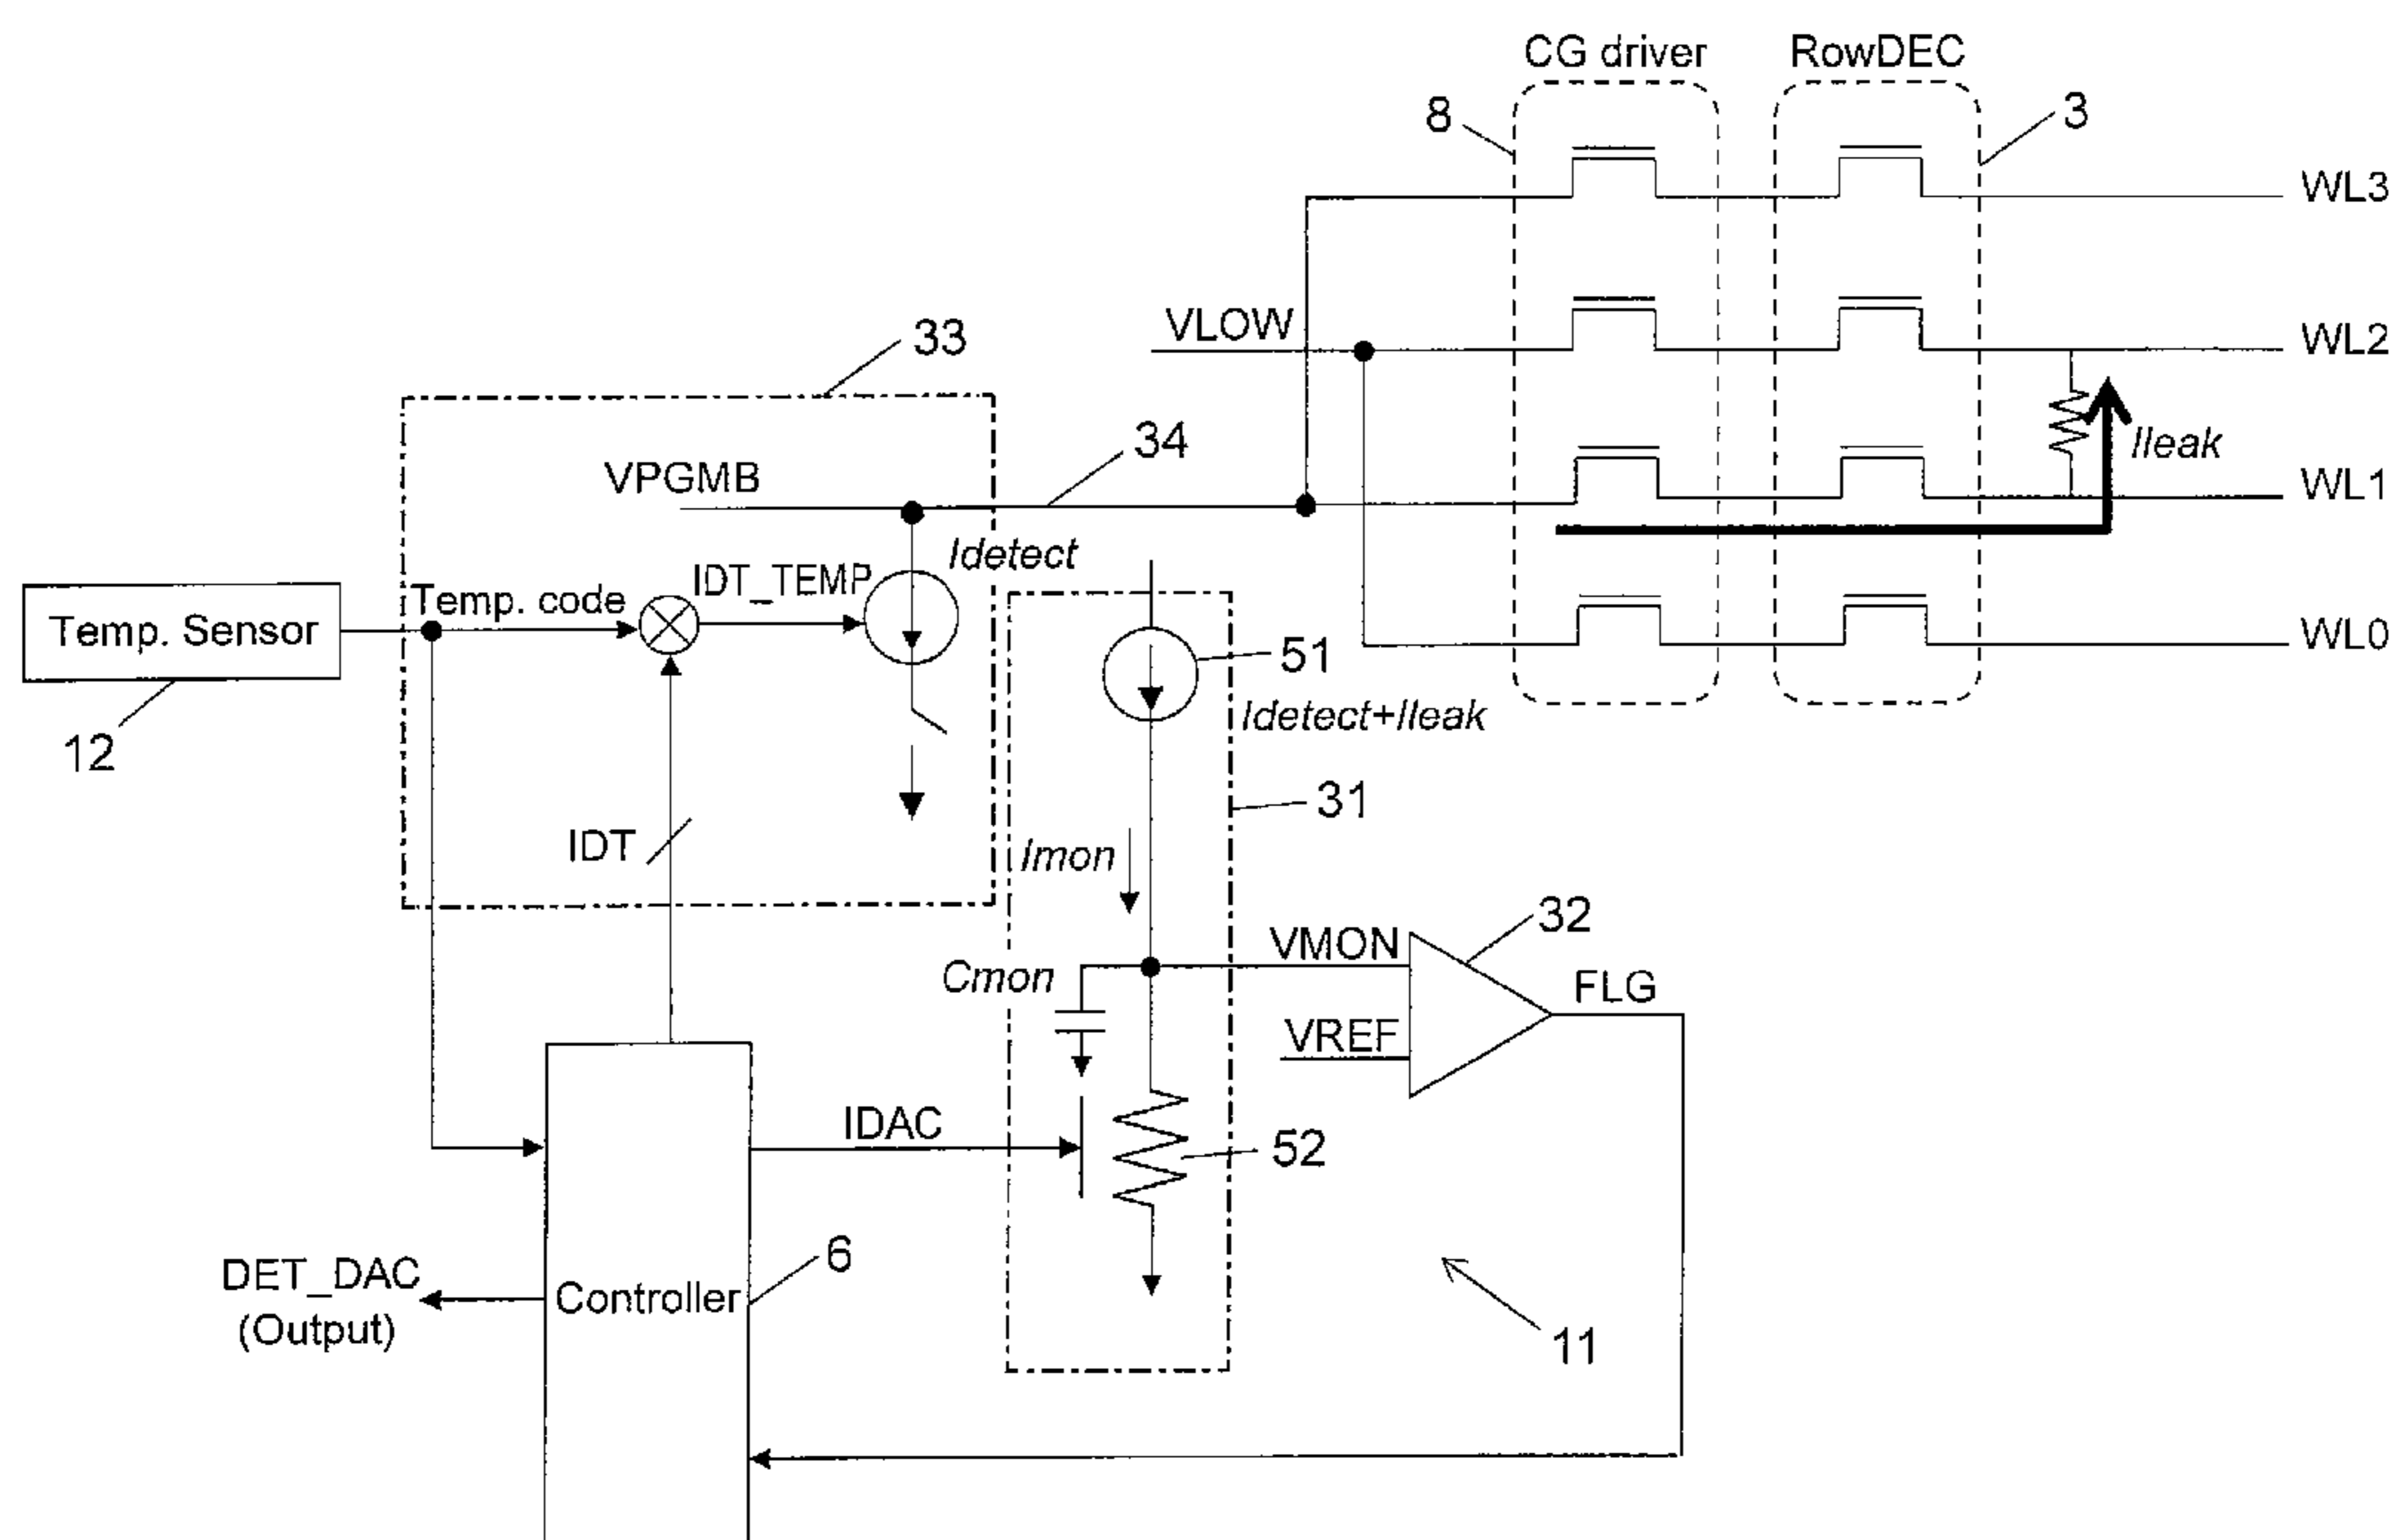 CG driver
RowDEC
8
3
WL3
VLOW
WL2
33
34
Ileak
VPGMB
WL1
Idetect
IDT_TEMP
Temp. code
Temp. Sensor
WL0
51
Idetect+Ileak
12
31
IDT
Imon
32
VMON
Cmon
FLG
VREF
IDAC
52
6
DET_DAC
(Output)
Controller
11